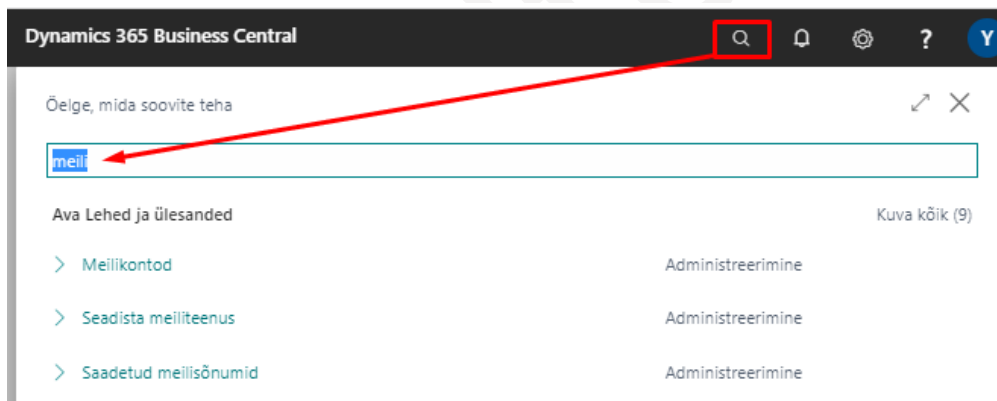 Dynamics 365 Business Central ? Y
Öelge, mida soovite teha
meili
Ava Lehed ja ülesanded Kuva kõik (9)
Meilikontod Administreerimine
Seadista meiliteenus Administreerimine
Saadetud meilisõnumid Administreerimine